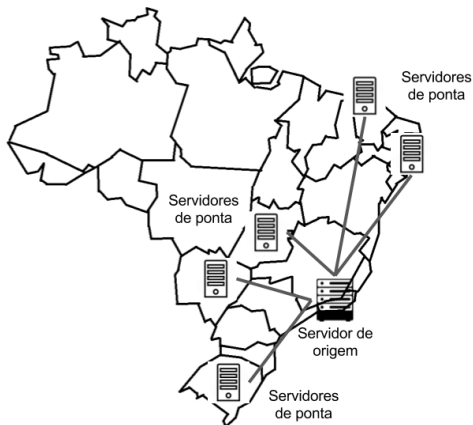 Servidores
de ponta
Servidores
de ponta
Servidor de
origem
Servidores
de ponta